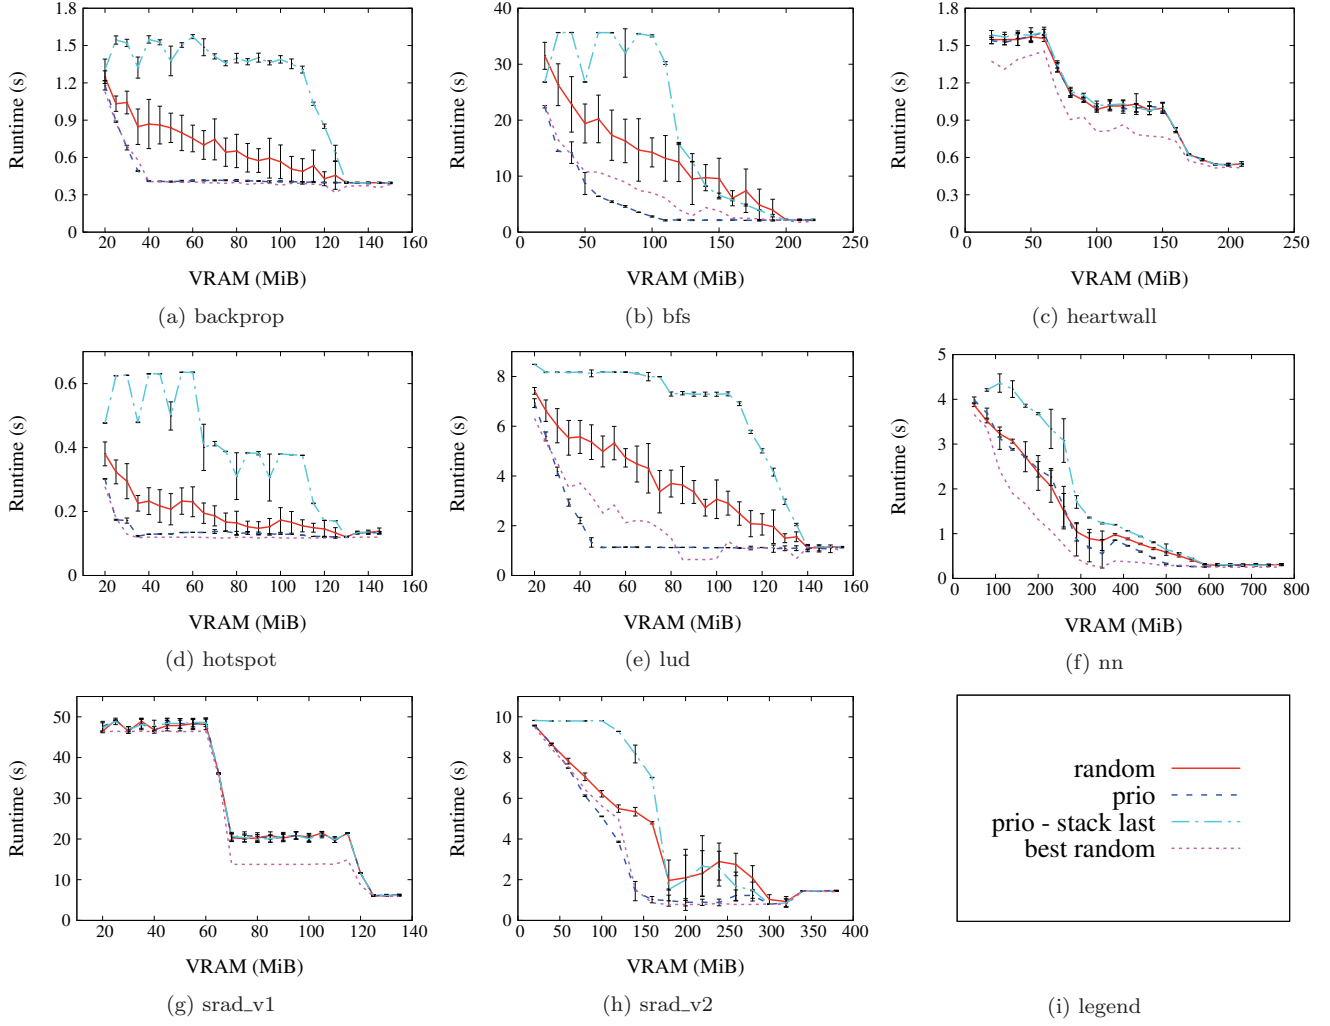 1.8
1.5
1.2
0.9
0.6
0.3
0
Runtime (s)
20 40 60 80 100 120 140 160
VRAM (MiB)
(a) backprop
40
30
20
10
0
Runtime (s)
0 50 100 150 200 250
VRAM (MiB)
(b) bfs
1.8
1.5
1.2
0.9
0.6
0.3
0
Runtime (s)
0 50 100 150 200 250
VRAM (MiB)
(c) heartwall
0.6
0.4
0.2
0
Runtime (s)
20 40 60 80 100 120 140 160
VRAM (MiB)
(d) hotspot
8
6
4
2
0
Runtime (s)
20 40 60 80 100 120 140 160
VRAM (MiB)
(e) lud
5
4
3
2
1
0
Runtime (s)
0 100 200 300 400 500 600 700 800
VRAM (MiB)
(f) nn
50
40
30
20
10
0
Runtime (s)
20 40 60 80 100 120 140
VRAM (MiB)
(g) srad_v1
10
8
6
4
2
0
Runtime (s)
0 50 100 150 200 250 300 350 400
VRAM (MiB)
(h) srad_v2
random
prio
prio - stack last
best random
(i) legend